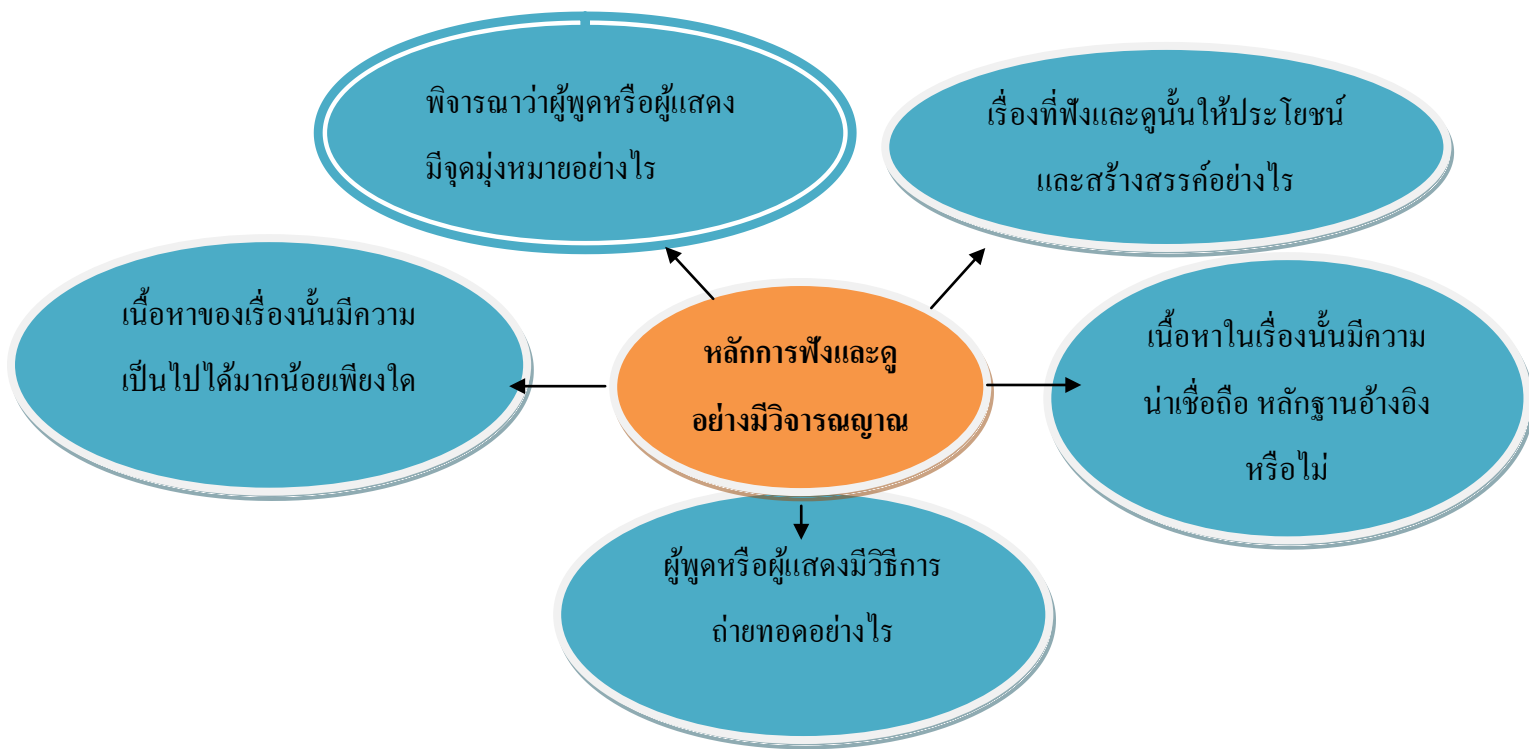 พิจารณาว่าผู้พูดหรือผู้แสดง
มีจุดมุ่งหมายอย่างไร
เรื่องที่ฟังและดูนั้นให้ประโยชน์
และสร้างสรรค์อย่างไร
เนื้อหาของเรื่องนั้นมีความ
เป็นไปได้มากน้อยเพียงใด
หลักการฟังและดู
อย่างมีวิจารณญาณ
เนื้อหาในเรื่องนั้นมีความ
น่าเชื่อถือ หลักฐานอ้างอิง
หรือไม่
ผู้พูดหรือผู้แสดงมีวิธีการ
ถ่ายทอดอย่างไร